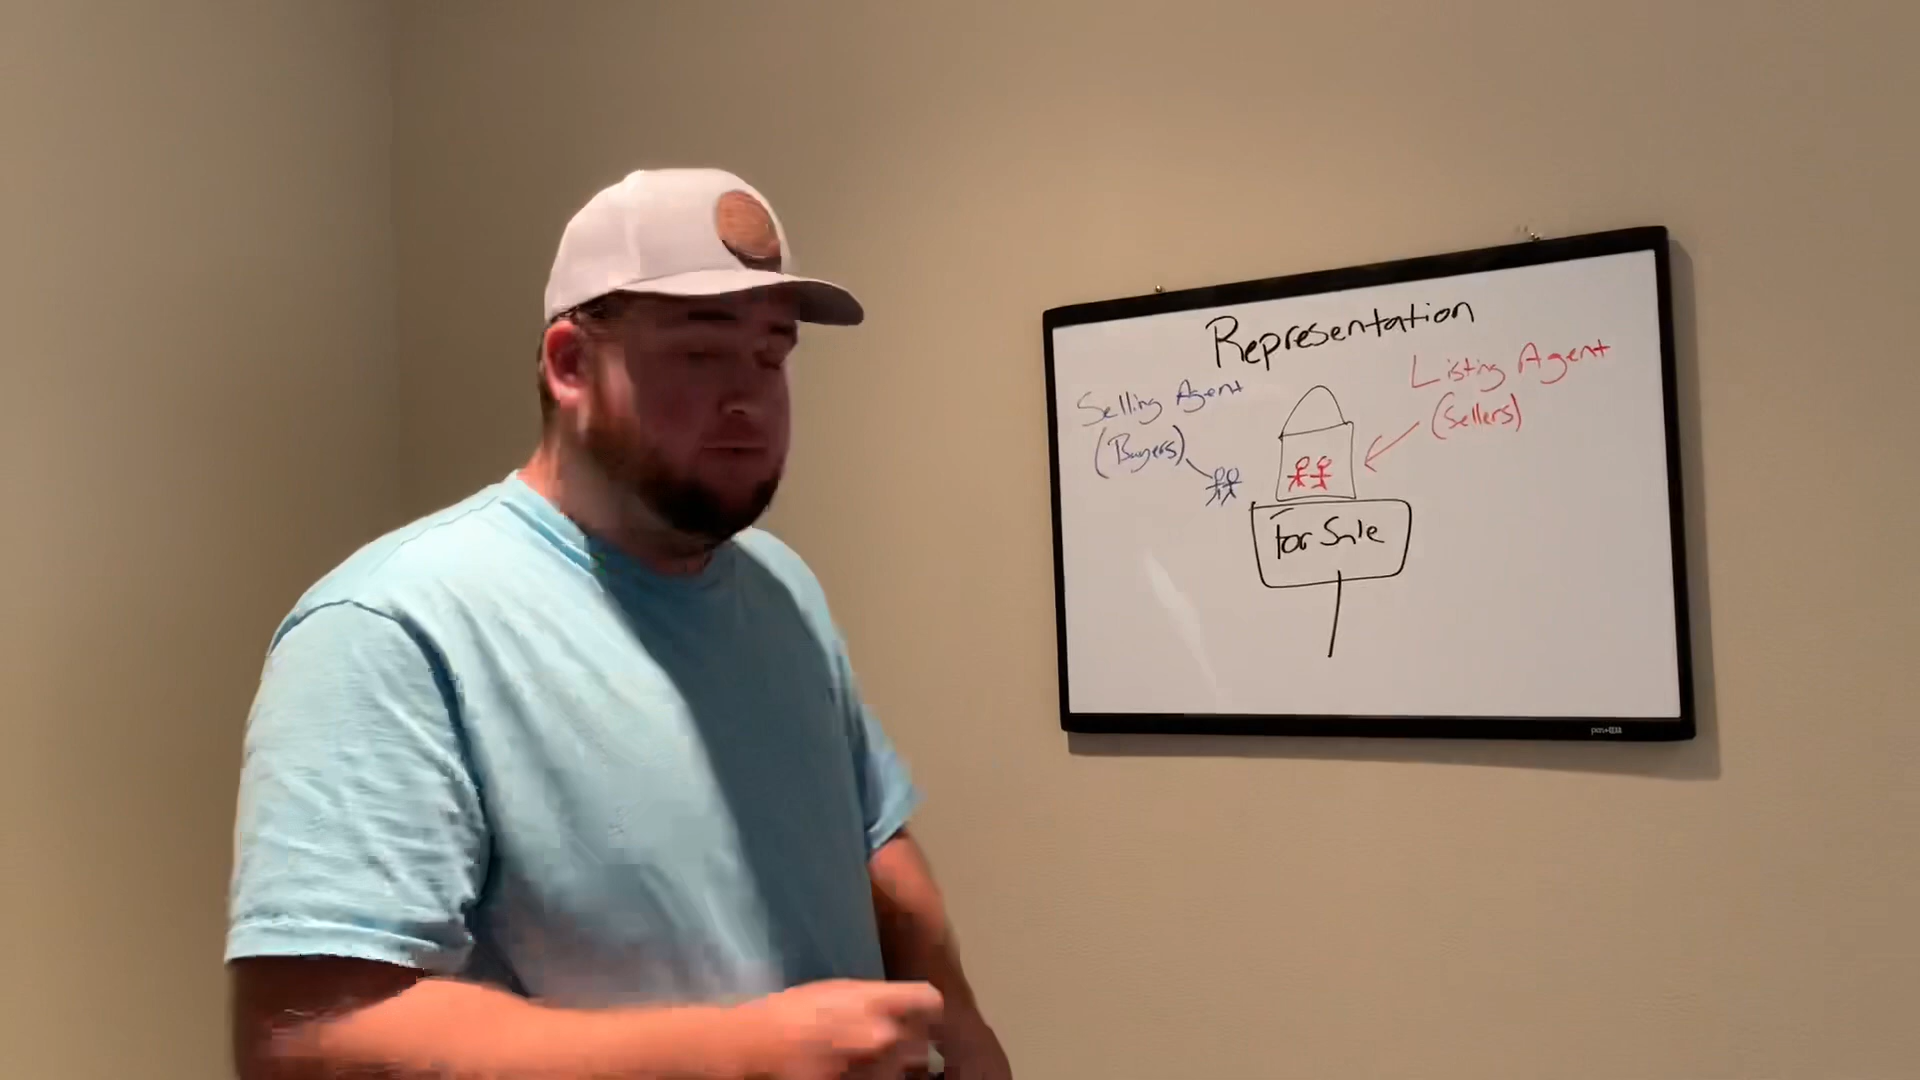 Representation
Selling Agent
(Buyers)
Listing Agent
(Sellers)
For Sale